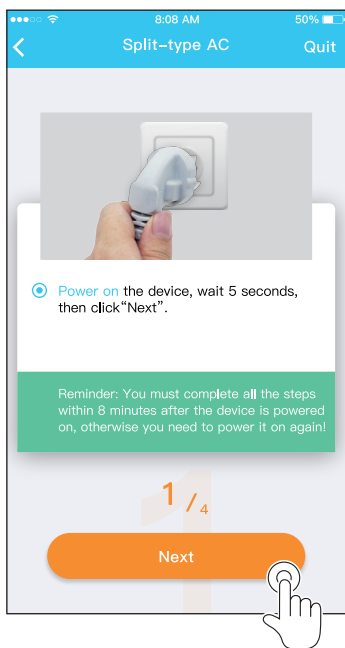 8:08 AM 50%
Split-type AC Quit
Power on the device, wait 5 seconds,
then click“Next”.
Reminder: You must complete all the steps
within 8 minutes after the device is powered
on, otherwise you need to power it on again!
1/4
Next